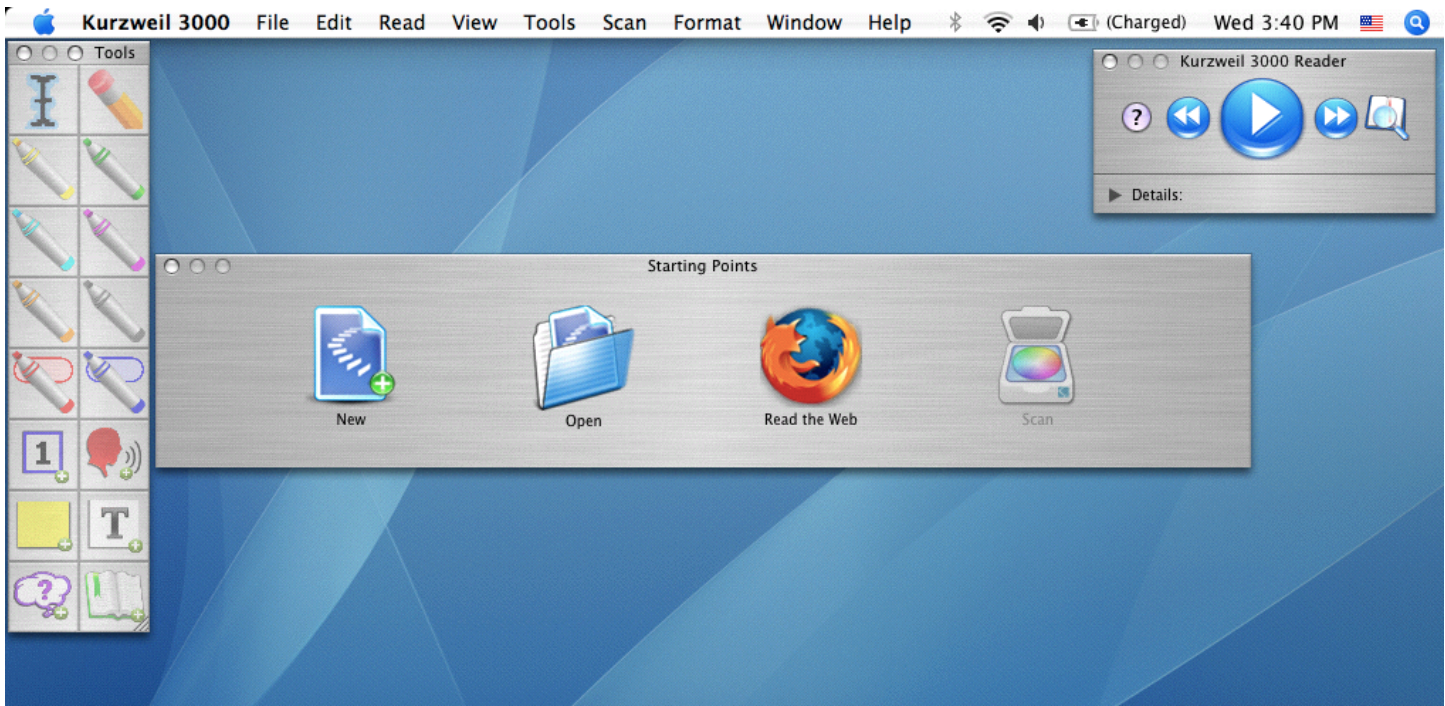 Kurzweil 3000 File Edit Read View Tools Scan Format Window Help (Charged) Wed 3:40 PM
Tools
Kurzweil 3000 Reader
?
Details:
Starting Points
New
Open
Read the Web
Scan
1
T
?